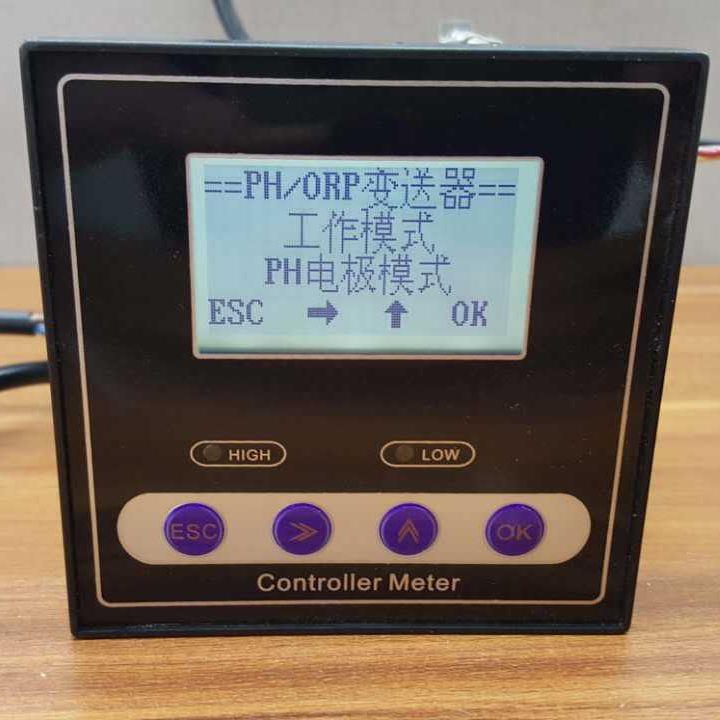 ==PH/ORP变送器==
工作模式
PH电极模式
ESC → ↑ OK
HIGH LOW
ESC OK
Controller Meter